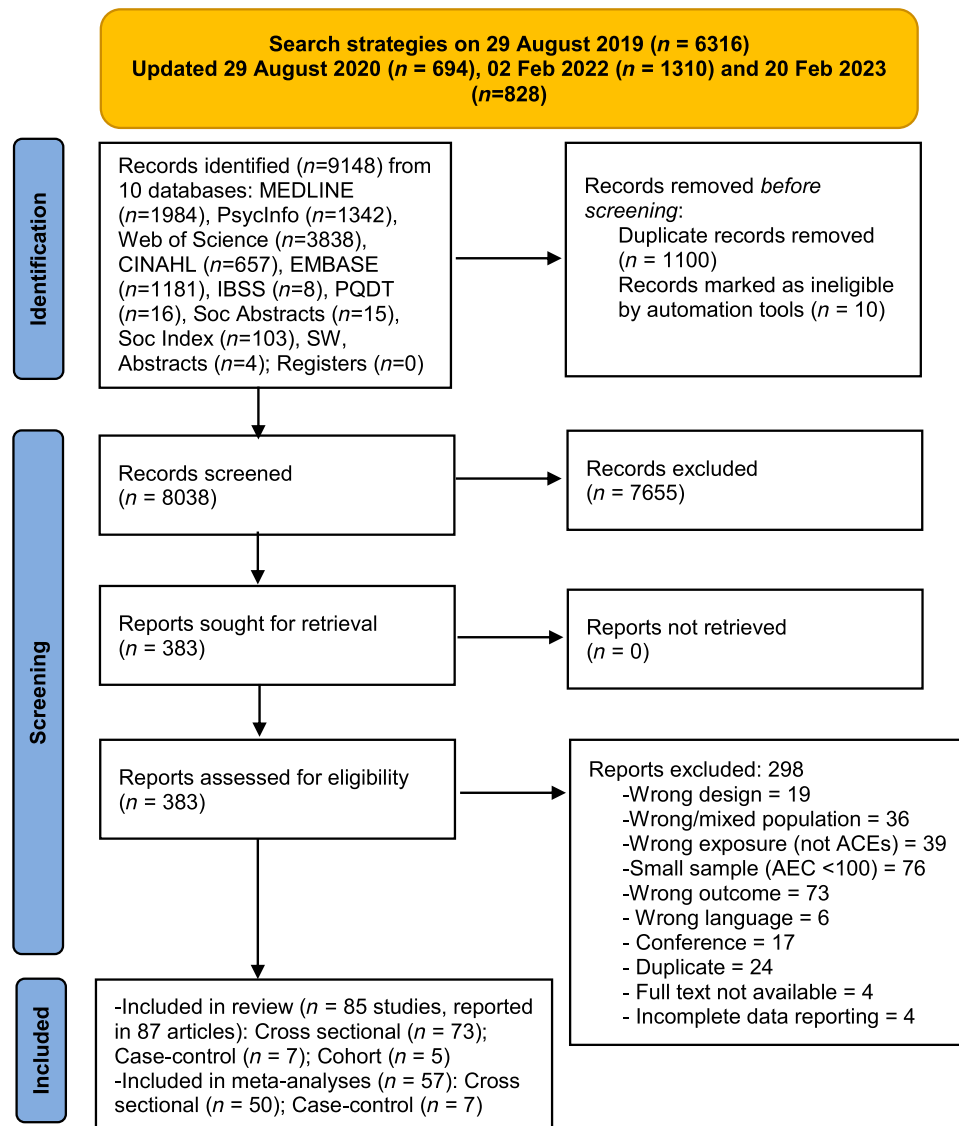 Search strategies on 29 August 2019 (n = 6316)
Updated 29 August 2020 (n = 694), 02 Feb 2022 (n = 1310) and 20 Feb 2023
(n=828)
Identification
Records identified (n=9148) from
10 databases: MEDLINE
(n=1984), PsycInfo (n=1342),
Web of Science (n=3838),
CINAHL (n=657), EMBASE
(n=1181), IBSS (n=8), PQDT
(n=16), Soc Abstracts (n=15),
Soc Index (n=103), SW,
Abstracts (n=4); Registers (n=0)
Records removed before
screening:
Duplicate records removed
(n = 1100)
Records marked as ineligible
by automation tools (n = 10)
Screening
Records screened
(n = 8038)
Records excluded
(n = 7655)
Reports sought for retrieval
(n = 383)
Reports not retrieved
(n = 0)
Reports assessed for eligibility
(n = 383)
Reports excluded: 298
-Wrong design = 19
-Wrong/mixed population = 36
-Wrong exposure (not ACEs) = 39
-Small sample (AEC <100) = 76
-Wrong outcome = 73
- Wrong language = 6
- Conference = 17
- Duplicate = 24
- Full text not available = 4
- Incomplete data reporting = 4
Included
-Included in review (n = 85 studies, reported
in 87 articles): Cross sectional (n = 73);
Case-control (n = 7); Cohort (n = 5)
-Included in meta-analyses (n = 57): Cross
sectional (n = 50); Case-control (n = 7)